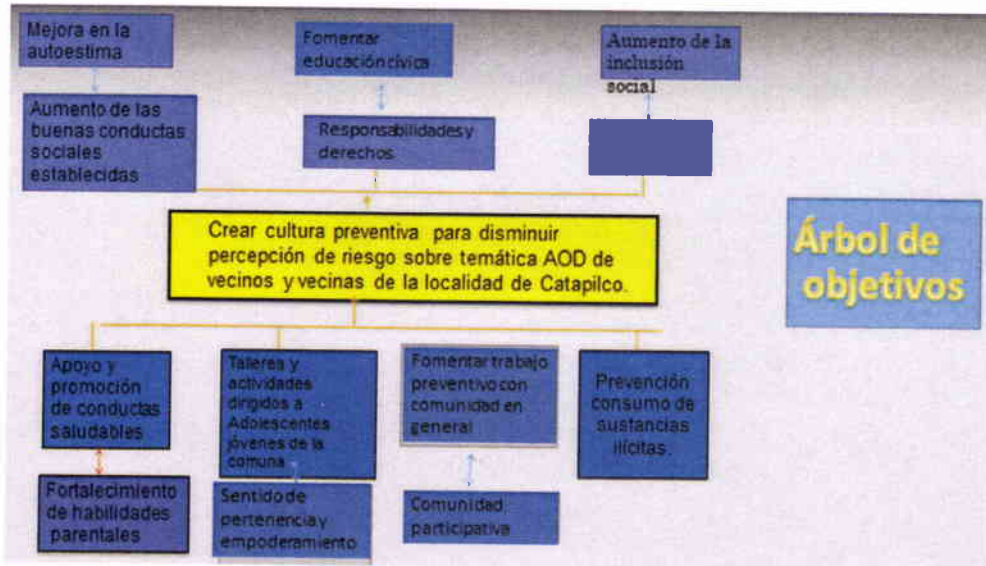 Mejora en la
autoestima
Fomentar
educación cívica
Aumento de la
inclusión
social
Aumento de las
buenas conductas
sociales
establecidas
Responsabilidades y
derechos
Crear cultura preventiva para disminuir
percepción de riesgo sobre temática AOD de
vecinos y vecinas de la localidad de Catapilco.
Árbol de
objetivos
Apoyo y
promoción
de conductas
saludables
Talleres y
actividades
dirigidos a
Adolescentes
jóvenes de la
comuna
Fomentar trabajo
preventivo con
comunidad en
general
Prevención
consumo de
sustancias
ilícitas.
Fortalecimiento
de habilidades
parentales
Sentido de
pertenencia y
empoderamiento
Comunidad
participativa